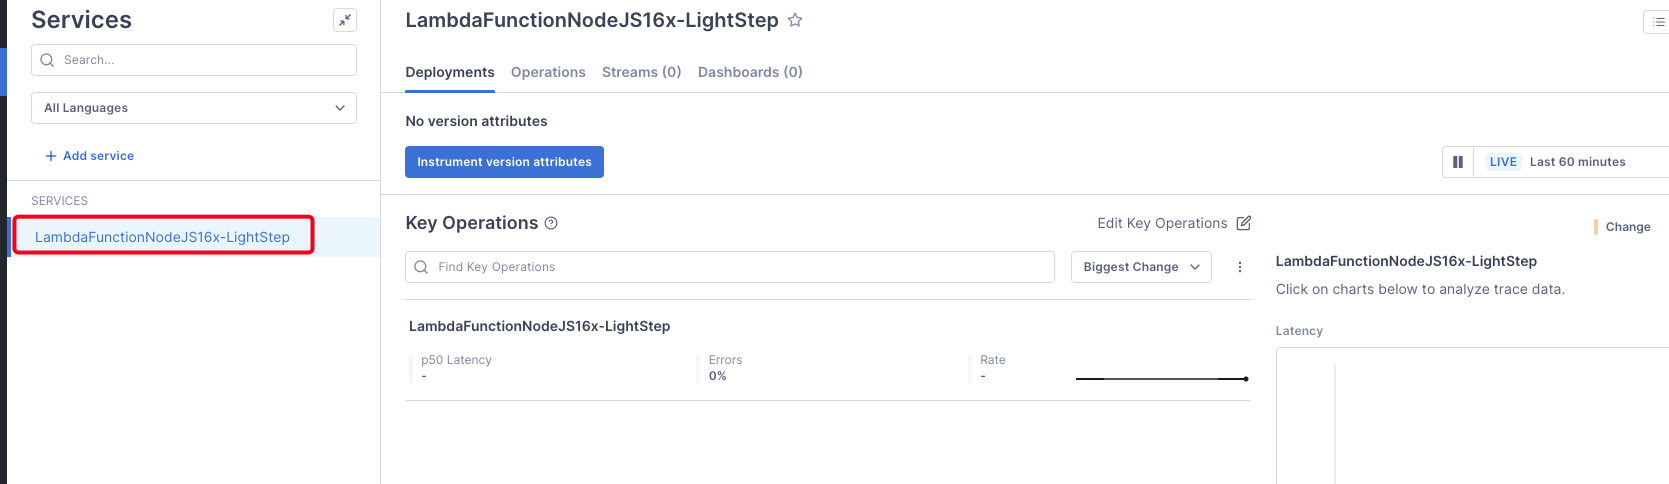 Services
Search...
All Languages
+ Add service
SERVICES
LambdaFunctionNodeJS16x-LightStep
LambdaFunctionNodeJS16x-LightStep
Deployments Operations Streams (0) Dashboards (0)
No version attributes
Instrument version attributes
LIVE Last 60 minutes
Key Operations
Edit Key Operations
Find Key Operations
Biggest Change
LambdaFunctionNodeJS16x-LightStep
p50 Latency Errors Rate
- 0% -
Change
LambdaFunctionNodeJS16x-LightStep
Click on charts below to analyze trace data.
Latency